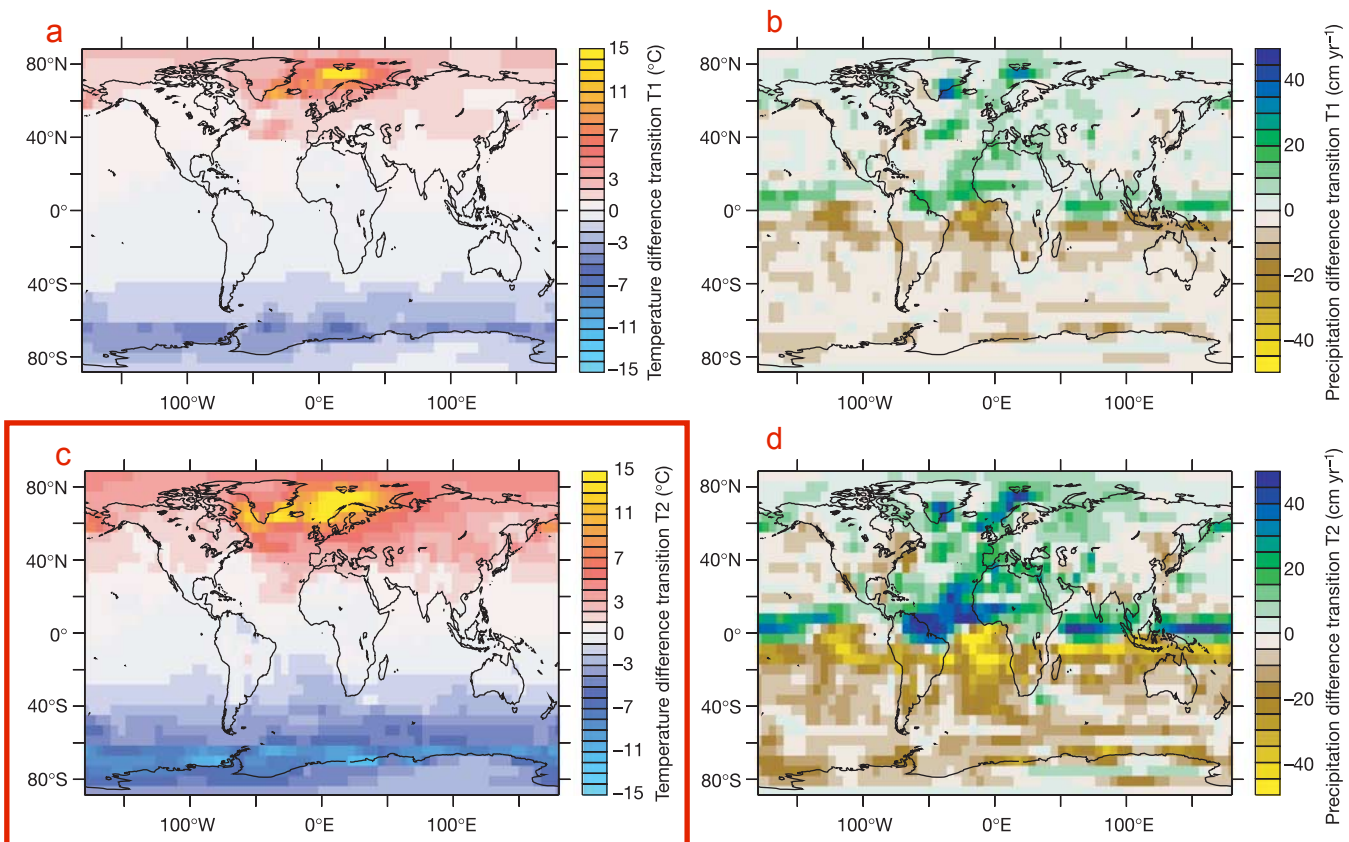 a
80°N
40°N
0°
40°S
80°S
100°W 0°E 100°E
15
11
7
3
0
−3
−7
−11
−15
Temperature difference transition T1 (°C)
b
80°N
40°N
0°
40°S
80°S
100°W 0°E 100°E
40
20
0
−20
−40
Precipitation difference transition T1 (cm yr⁻¹)
c
80°N
40°N
0°
40°S
80°S
100°W 0°E 100°E
15
11
7
3
0
−3
−7
−11
−15
Temperature difference transition T2 (°C)
d
80°N
40°N
0°
40°S
80°S
100°W 0°E 100°E
40
20
0
−20
−40
Precipitation difference transition T2 (cm yr⁻¹)